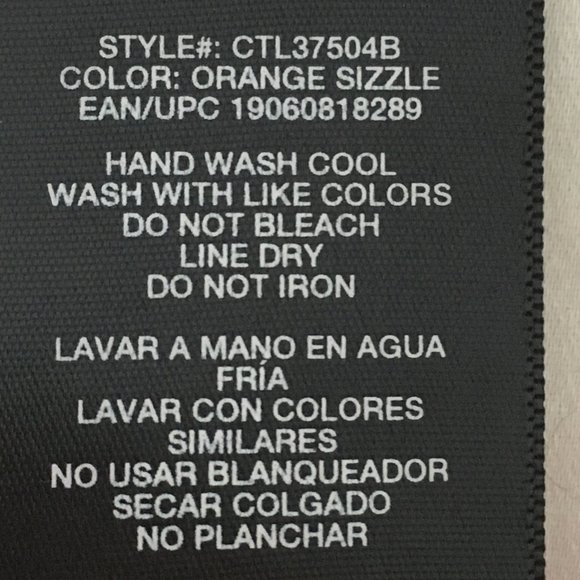 STYLE#: CTL37504B
COLOR: ORANGE SIZZLE
EAN/UPC 19060818289
HAND WASH COOL
WASH WITH LIKE COLORS
DO NOT BLEACH
LINE DRY
DO NOT IRON
LAVAR A MANO EN AGUA
FRÍA
LAVAR CON COLORES
SIMILARES
NO USAR BLANQUEADOR
SECAR COLGADO
NO PLANCHAR